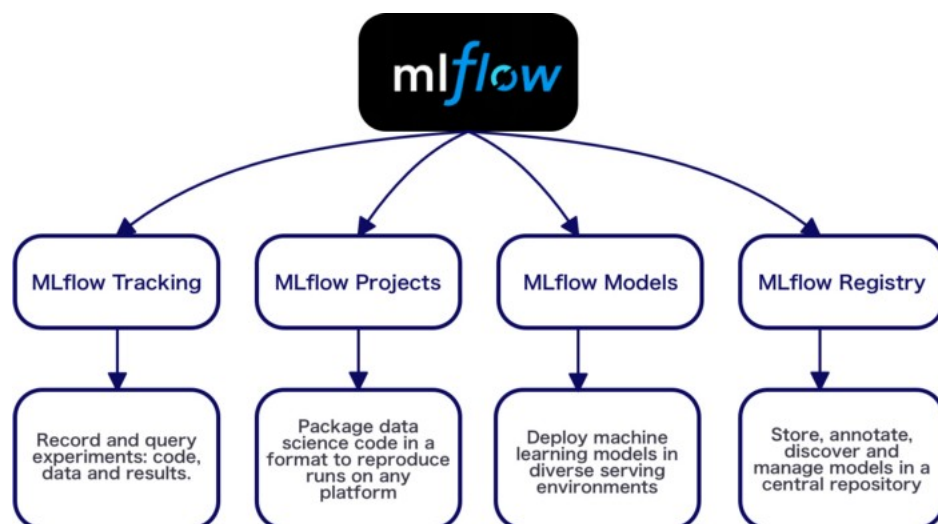 mlflow
MLflow Tracking
MLflow Projects
MLflow Models
MLflow Registry
Record and query
experiments: code,
data and results.
Package data
science code in a
format to reproduce
runs on any
platform
Deploy machine
learning models in
diverse serving
environments
Store, annotate,
discover and
manage models in a
central repository